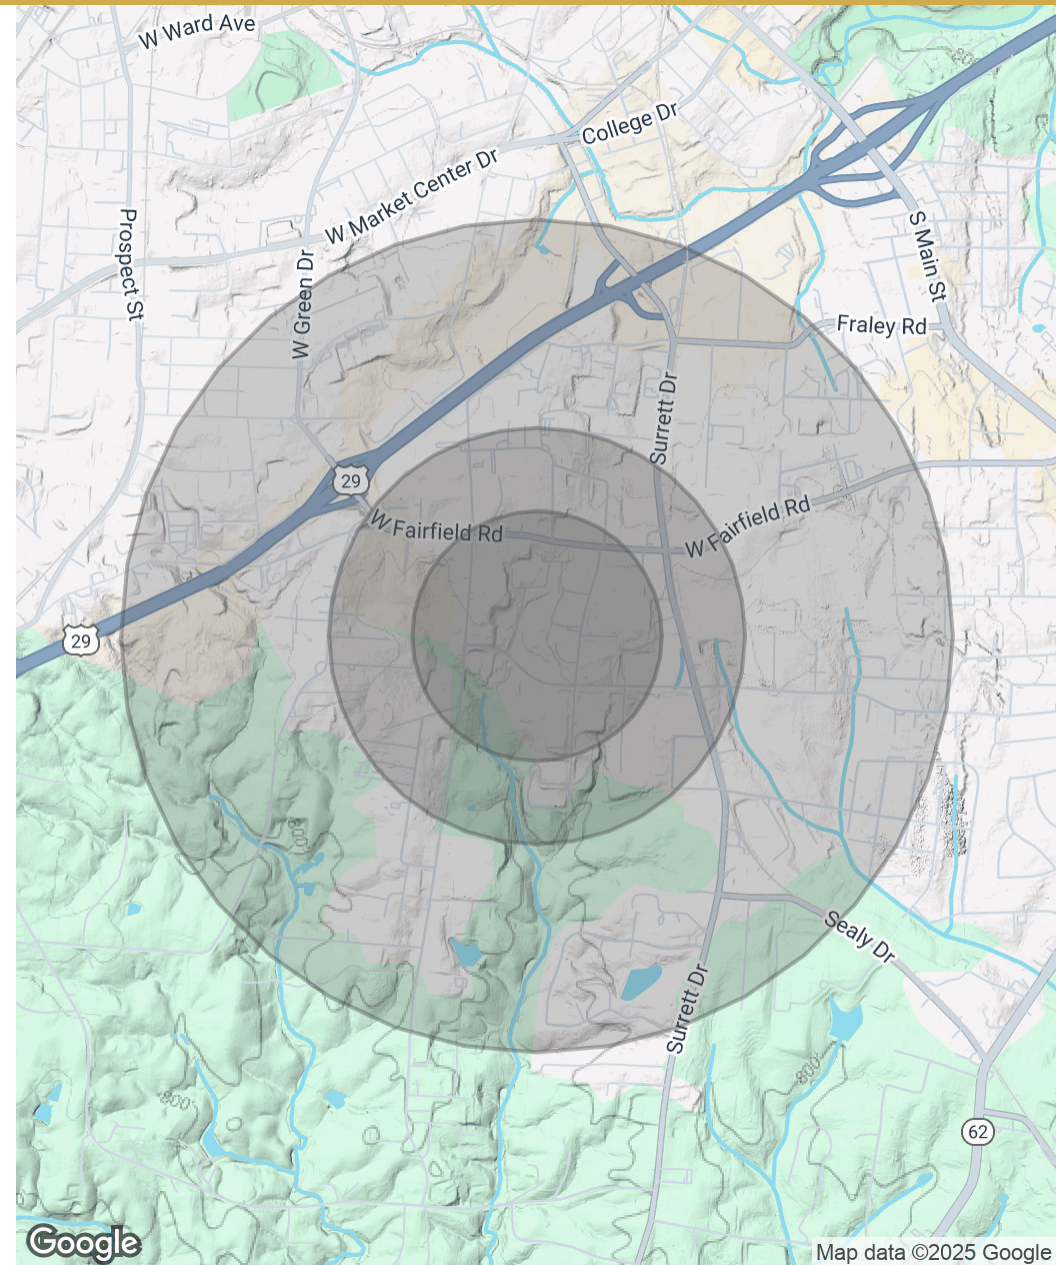 W Ward Ave
College Dr
W Market Center Dr
Prospect St
S Main St
W Green Dr
Fraley Rd
Surrett Dr
29
W Fairfield Rd
W Fairfield Rd
29
800
Sealy Dr
Surrett Dr
800
800
62
Google
Map data ©2025 Google